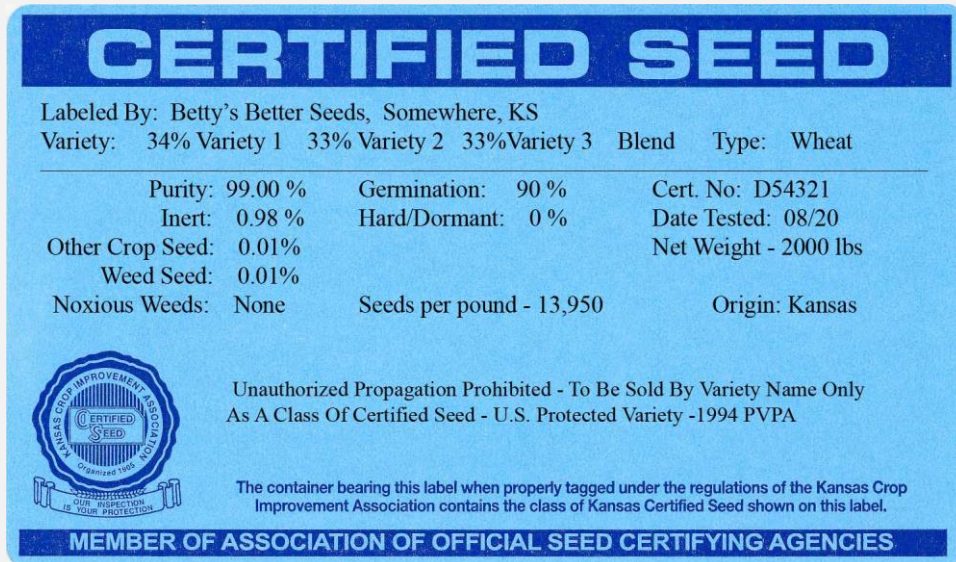 CERTIFIED SEED
Labeled By: Betty's Better Seeds, Somewhere, KS
Variety: 34% Variety 1 33% Variety 2 33%Variety 3 Blend Type: Wheat
Purity: 99.00 % Germination: 90 % Cert. No: D54321
Inert: 0.98 % Hard/Dormant: 0 % Date Tested: 08/20
Other Crop Seed: 0.01% Net Weight - 2000 lbs
Weed Seed: 0.01%
Noxious Weeds: None Seeds per pound - 13,950 Origin: Kansas
KANSAS CROP IMPROVEMENT ASSOCIATION
CERTIFIED
SEED
Organized 1905
OUR INSPECTION
IS YOUR PROTECTION
Unauthorized Propagation Prohibited - To Be Sold By Variety Name Only
As A Class Of Certified Seed - U.S. Protected Variety -1994 PVPA
The container bearing this label when properly tagged under the regulations of the Kansas Crop
Improvement Association contains the class of Kansas Certified Seed shown on this label.
MEMBER OF ASSOCIATION OF OFFICIAL SEED CERTIFYING AGENCIES